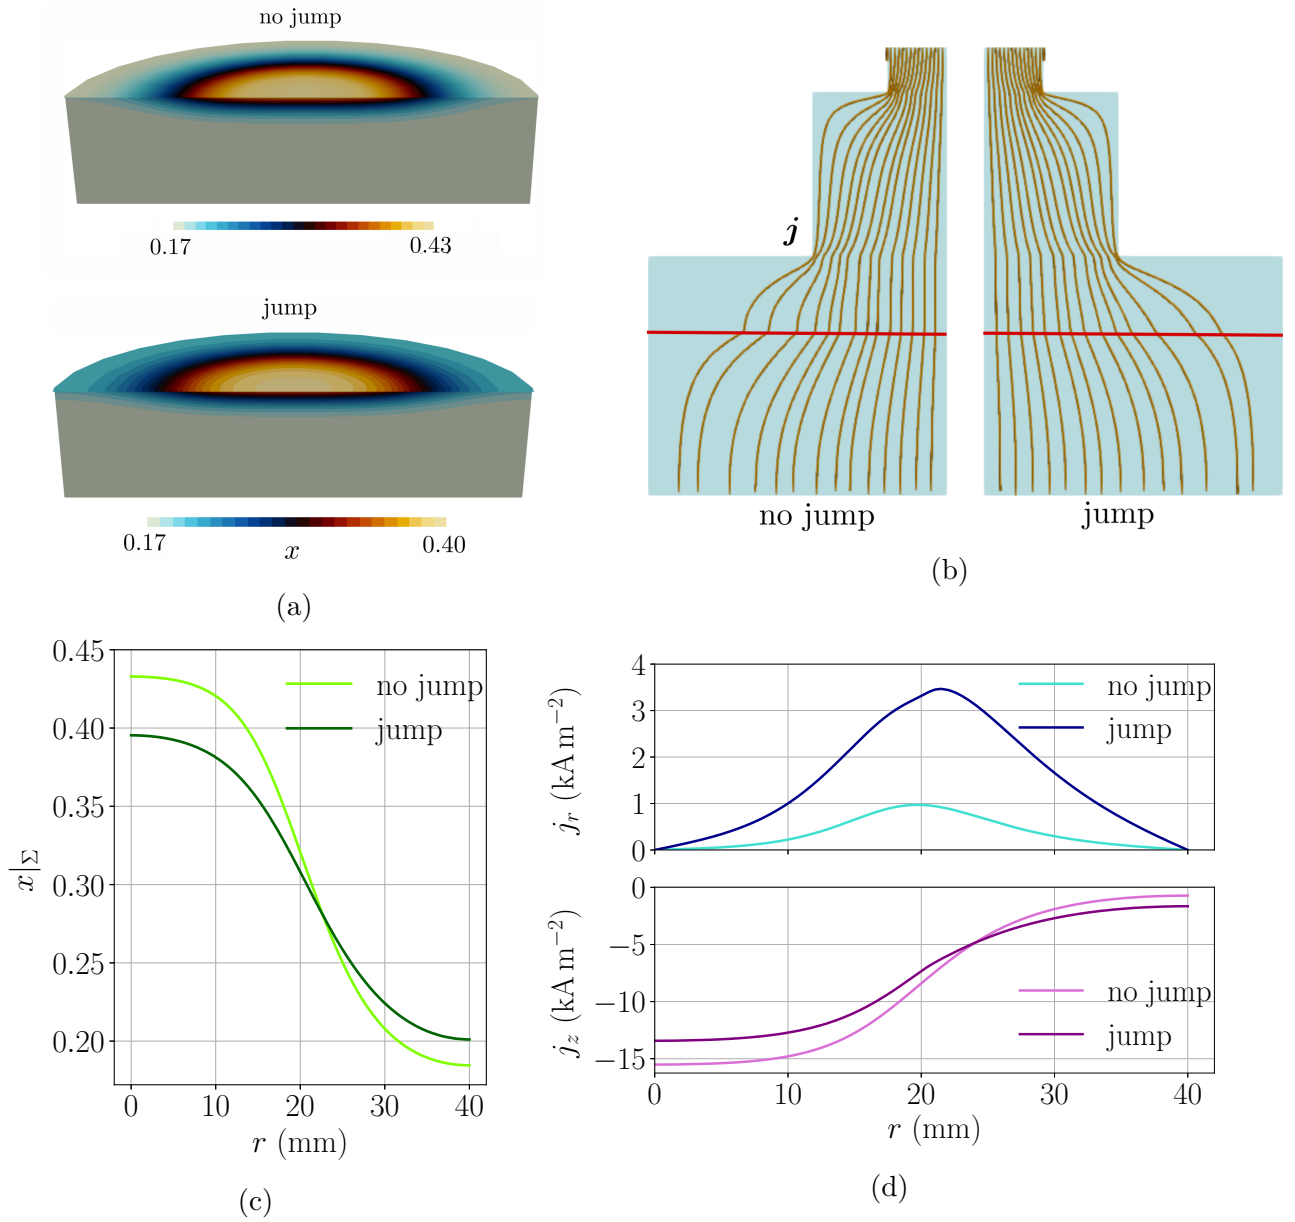 no jump
0.17 0.43
jump
0.17 0.40
x
(a)
j
no jump jump
(b)
0.45
0.40
0.35
0.30
0.25
0.20
x|Σ
no jump
jump
0 10 20 30 40
r (mm)
(c)
4
3
2
1
0
j_r (kA m⁻²)
no jump
jump
0
−5
−10
−15
j_z (kA m⁻²)
no jump
jump
0 10 20 30 40
r (mm)
(d)